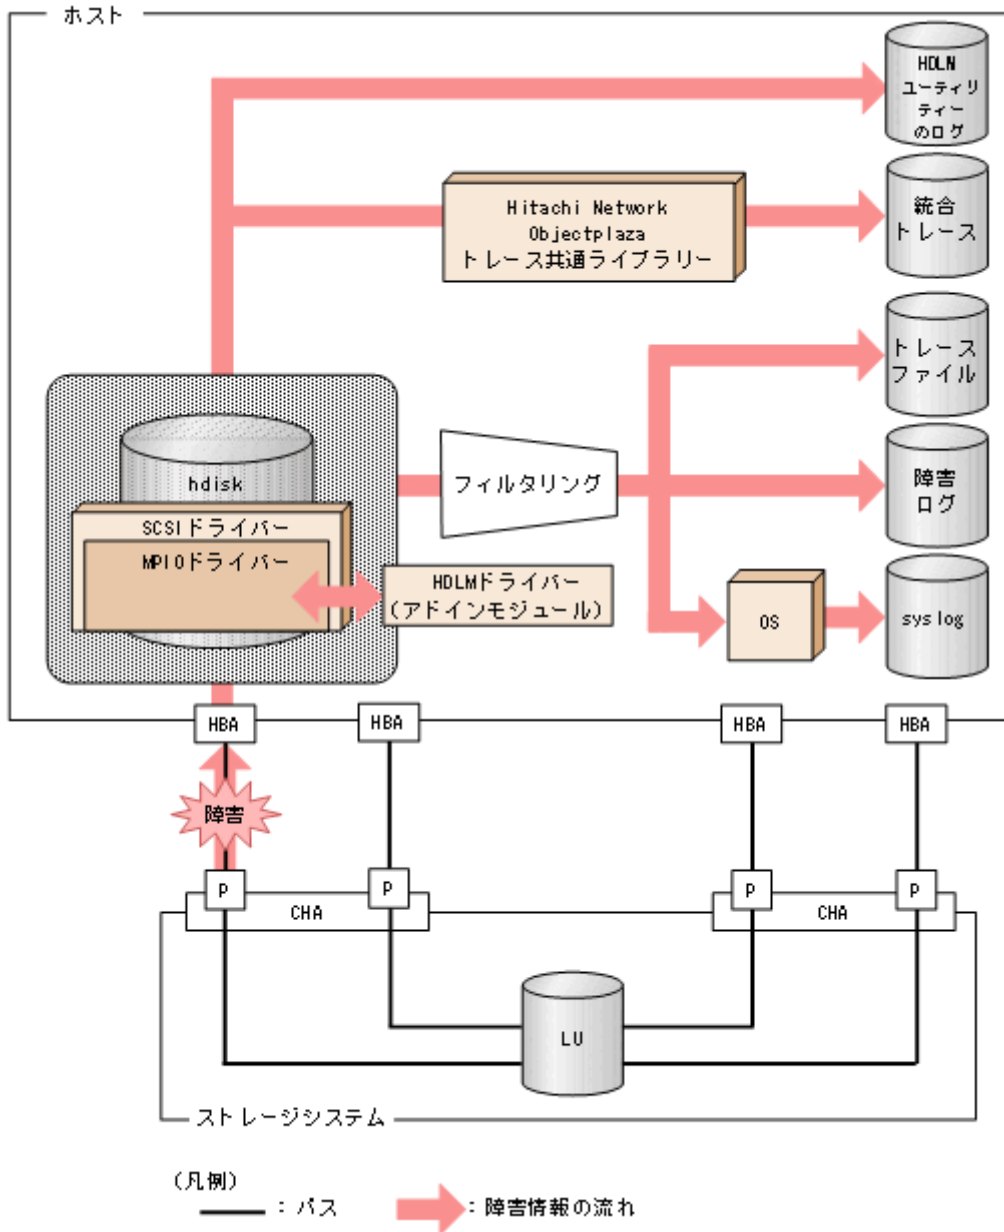 ホスト
HDLM
ユーティリ
ティー
のログ
Hitachi Network
Objectplaza
トレース共通ライブラリー
統合
トレース
トレース
ファイル
hdisk
SCSIドライバー
MPIOドライバー
フィルタリング
障害
ログ
HDLMドライバー
(アドインモジュール)
OS
syslog
HBA
HBA
HBA
HBA
障害
P
P
P
P
CHA
CHA
LU
ストレージシステム
(凡例)
：パス
：障害情報の流れ